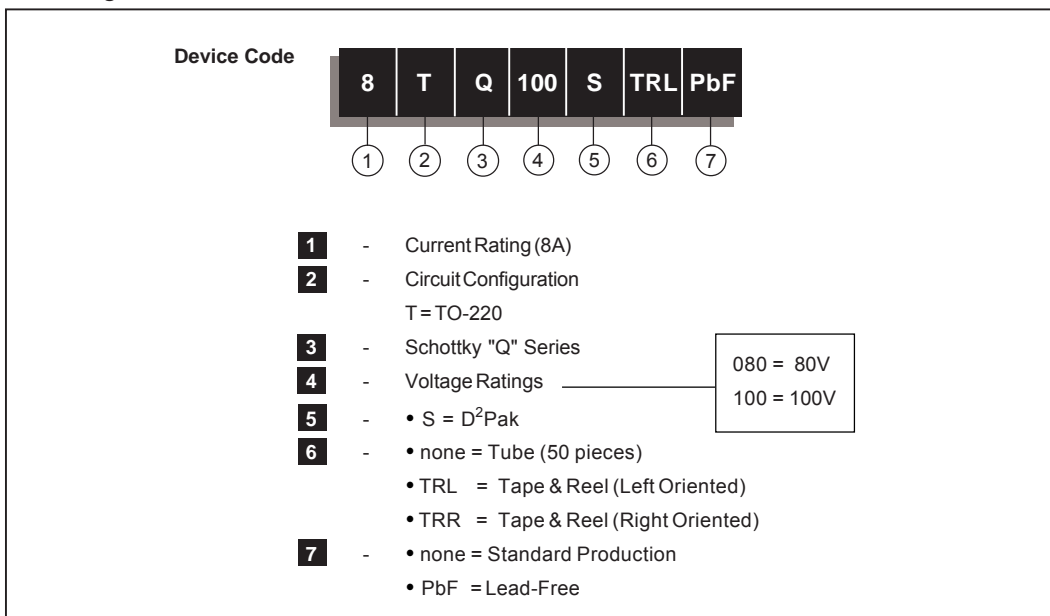 Device Code
8 T Q 100 S TRL PbF
1 2 3 4 5 6 7
1 - Current Rating (8A)
2 - Circuit Configuration
T = TO-220
3 - Schottky "Q" Series
4 - Voltage Ratings
080 = 80V
100 = 100V
5 - • S = D²Pak
6 - • none = Tube (50 pieces)
• TRL = Tape & Reel (Left Oriented)
• TRR = Tape & Reel (Right Oriented)
7 - • none = Standard Production
• PbF = Lead-Free